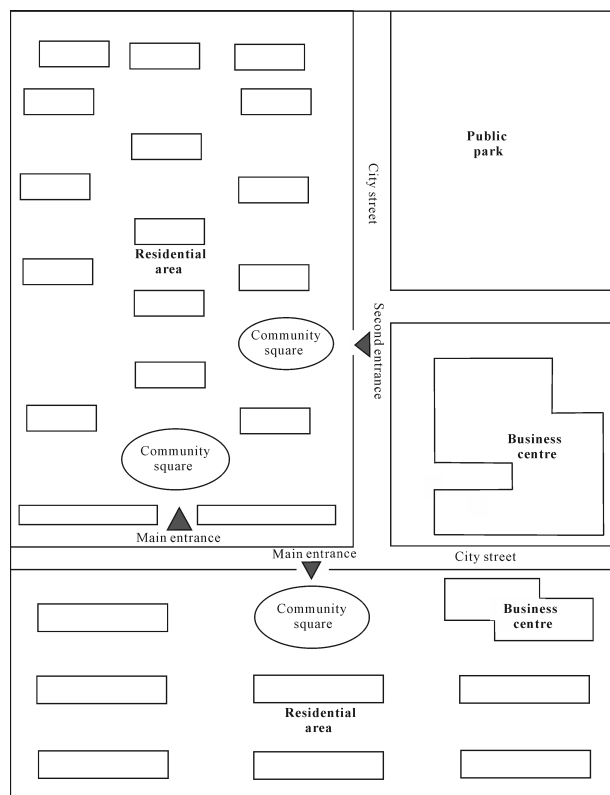 Public
park
City street
Residential
area
Second entrance
Community
square
Business
centre
Community
square
Main entrance
Main entrance
City street
Community
square
Business
centre
Residential
area